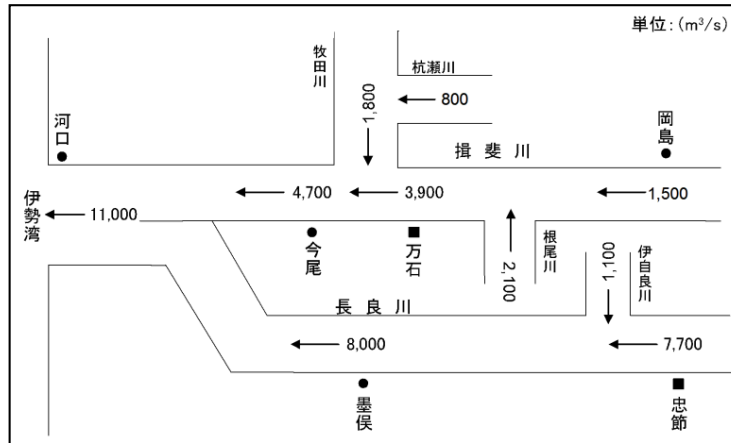 単位:(m³/s)
牧田川
杭瀬川
800
1,800
河口
岡島
揖斐川
伊勢湾
11,000
4,700
3,900
1,500
今尾
万石
2,100
根尾川
1,100
伊自良川
長良川
8,000
7,700
墨俣
忠節